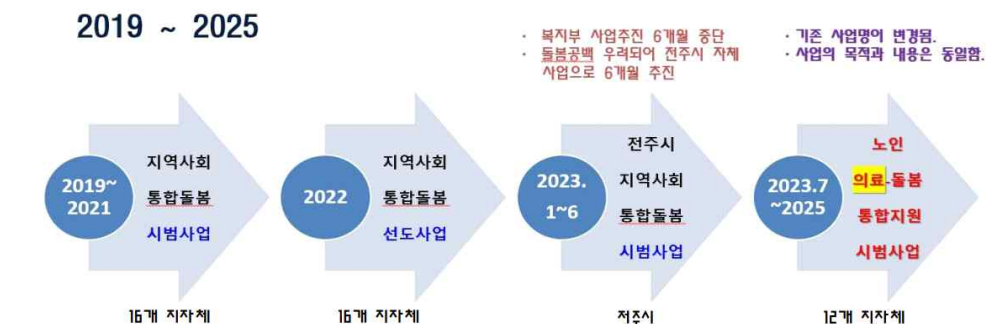 2019 ~ 2025
· 복지부 사업추진 6개월 중단
· 돌봄공백 우려되어 전주시 자체
사업으로 6개월 추진
· 기존 사업명이 변경됨.
· 사업의 목적과 내용은 동일함.
2019~
2021
지역사회
통합돌봄
시범사업
16개 지자체
2022
지역사회
통합돌봄
선도사업
16개 지자체
2023.
1~6
전주시
지역사회
통합돌봄
시범사업
전주시
2023.7
~2025
노인
의료-돌봄
통합지원
시범사업
12개 지자체